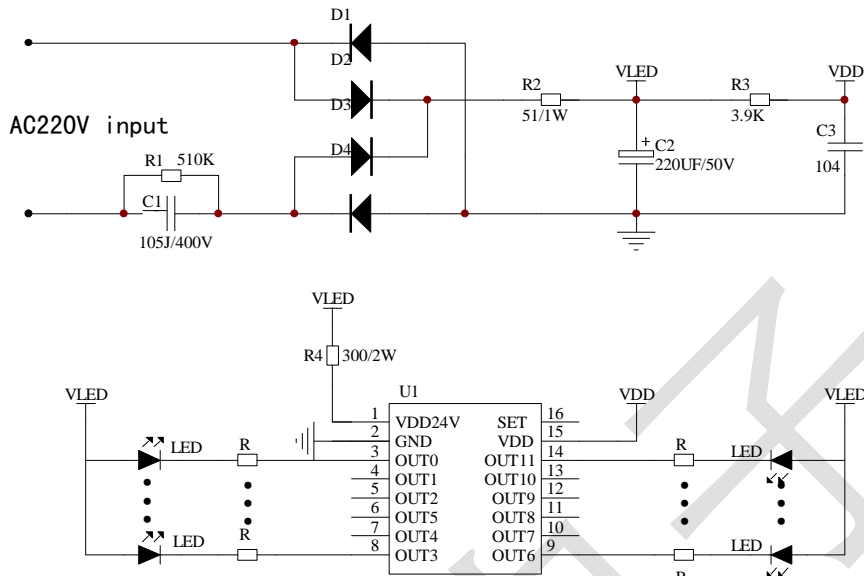 D1
D2
D3
D4
AC220V input
R1 510K
C1
105J/400V
R2
51/1W
VLED
+
C2
220UF/50V
R3
3.9K
VDD
C3
104
VLED
R4 300/2W
U1
VLED
VDD
VLED
1 VDD24V SET 16
2 GND VDD 15
3 OUT0 OUT11 14
4 OUT1 OUT10 13
5 OUT2 OUT9 12
6 OUT5 OUT8 11
7 OUT4 OUT7 10
8 OUT3 OUT6 9
LED R
R LED
LED R
LED
R